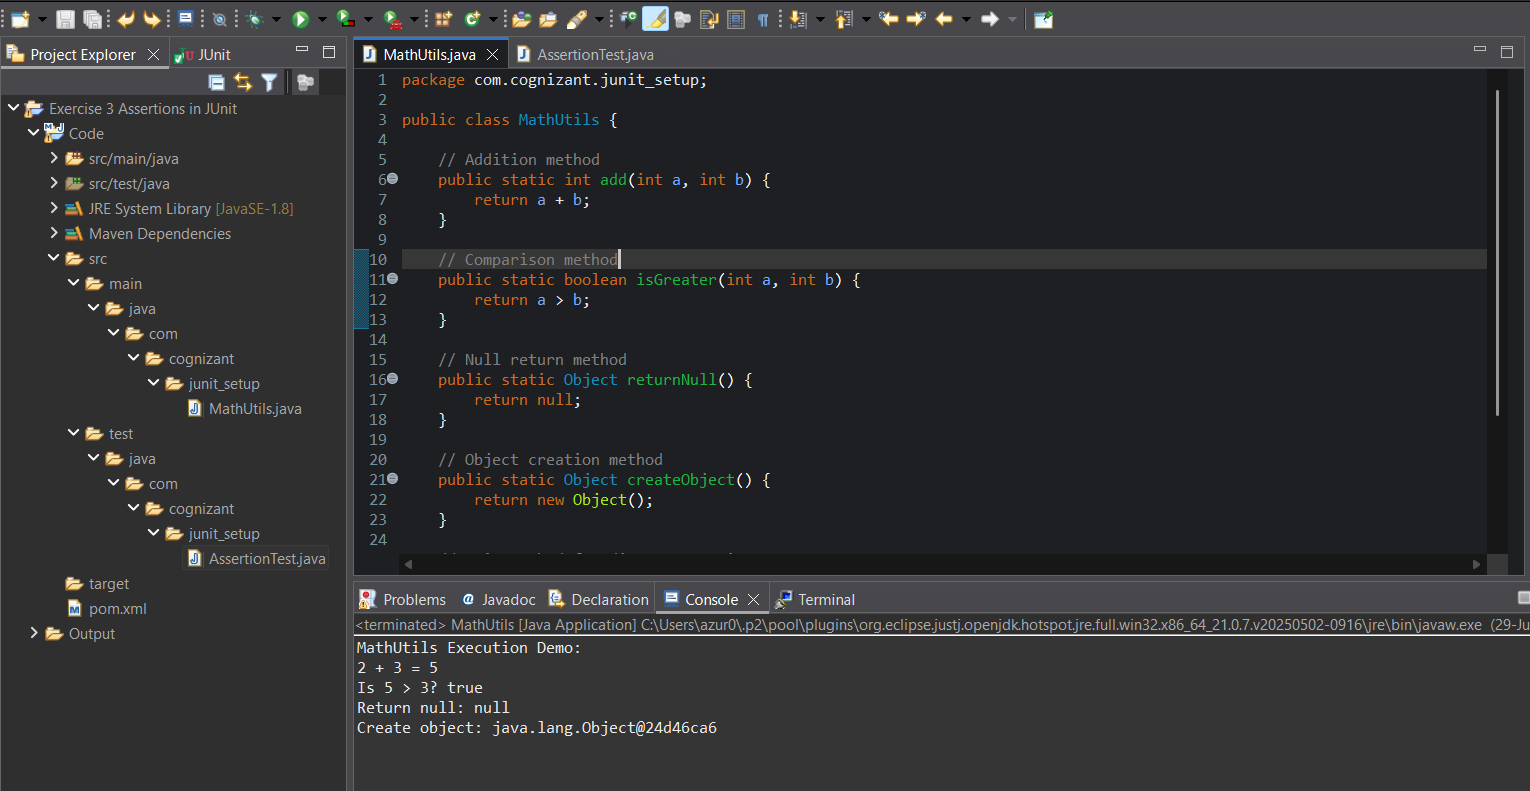 Project Explorer
JUnit
Exercise 3 Assertions in JUnit
Code
src/main/java
src/test/java
JRE System Library [JavaSE-1.8]
Maven Dependencies
src
main
java
com
cognizant
junit_setup
MathUtils.java
test
java
com
cognizant
junit_setup
AssertionTest.java
target
pom.xml
Output
MathUtils.java
AssertionTest.java
1 package com.cognizant.junit_setup;
2
3 public class MathUtils {
4
5 // Addition method
6 public static int add(int a, int b) {
7 return a + b;
8 }
9
10 // Comparison method
11 public static boolean isGreater(int a, int b) {
12 return a > b;
13 }
14
15 // Null return method
16 public static Object returnNull() {
17 return null;
18 }
19
20 // Object creation method
21 public static Object createObject() {
22 return new Object();
23 }
24
Problems @ Javadoc Declaration Console Terminal
<terminated> MathUtils [Java Application] C:\Users\azur0\.p2\pool\plugins\org.eclipse.justj.openjdk.hotspot.jre.full.win32.x86_64_21.0.7.v20250502-0916\jre\bin\javaw.exe (29-Ju
MathUtils Execution Demo:
2 + 3 = 5
Is 5 > 3? true
Return null: null
Create object: java.lang.Object@24d46ca6